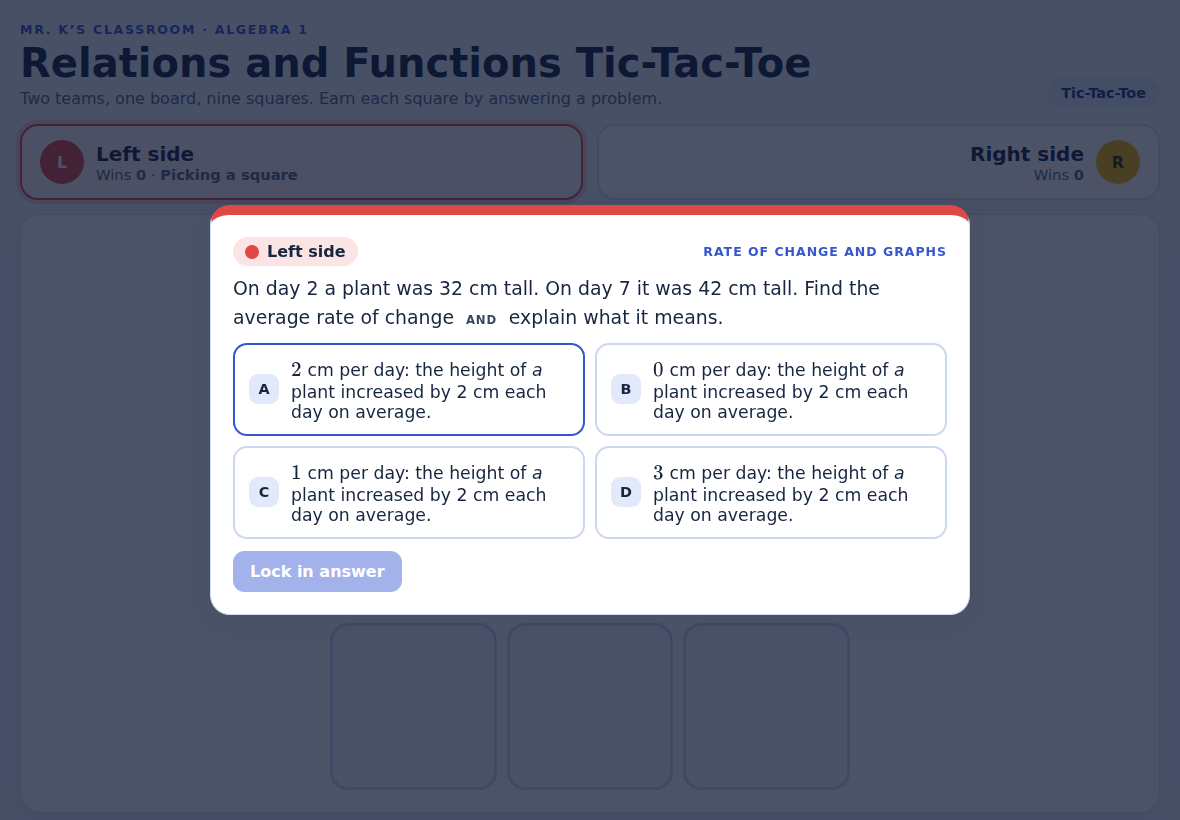 MR. K'S CLASSROOM · ALGEBRA 1
Relations and Functions Tic-Tac-Toe
Two teams, one board, nine squares. Earn each square by answering a problem.
Tic-Tac-Toe
L
Left side
Wins 0 · Picking a square
Right side
Wins 0
R
Left side
RATE OF CHANGE AND GRAPHS
On day 2 a plant was 32 cm tall. On day 7 it was 42 cm tall. Find the
average rate of change AND explain what it means.
A
2 cm per day: the height of a
plant increased by 2 cm each
day on average.
B
0 cm per day: the height of a
plant increased by 2 cm each
day on average.
C
1 cm per day: the height of a
plant increased by 2 cm each
day on average.
D
3 cm per day: the height of a
plant increased by 2 cm each
day on average.
Lock in answer